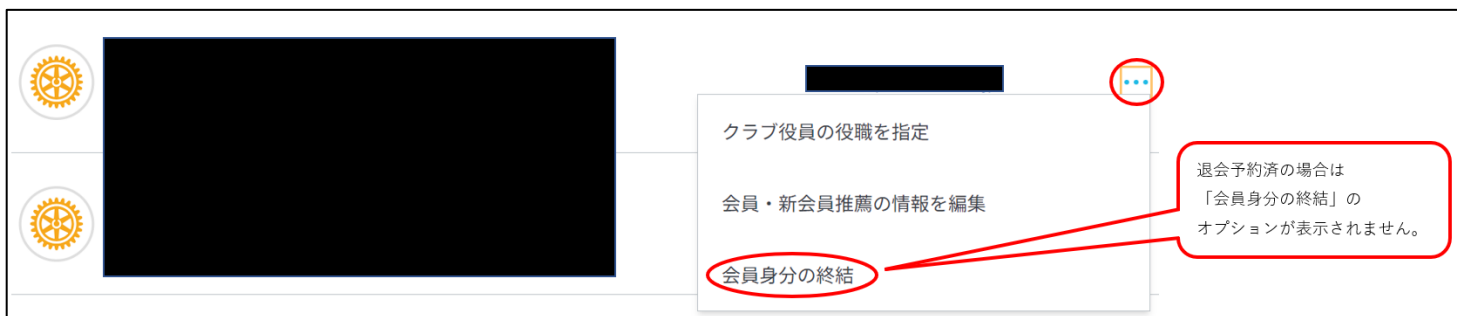 クラブ役員の役職を指定
会員・新会員推薦の情報を編集
会員身分の終結
退会予約済の場合は
「会員身分の終結」の
オプションが表示されません。